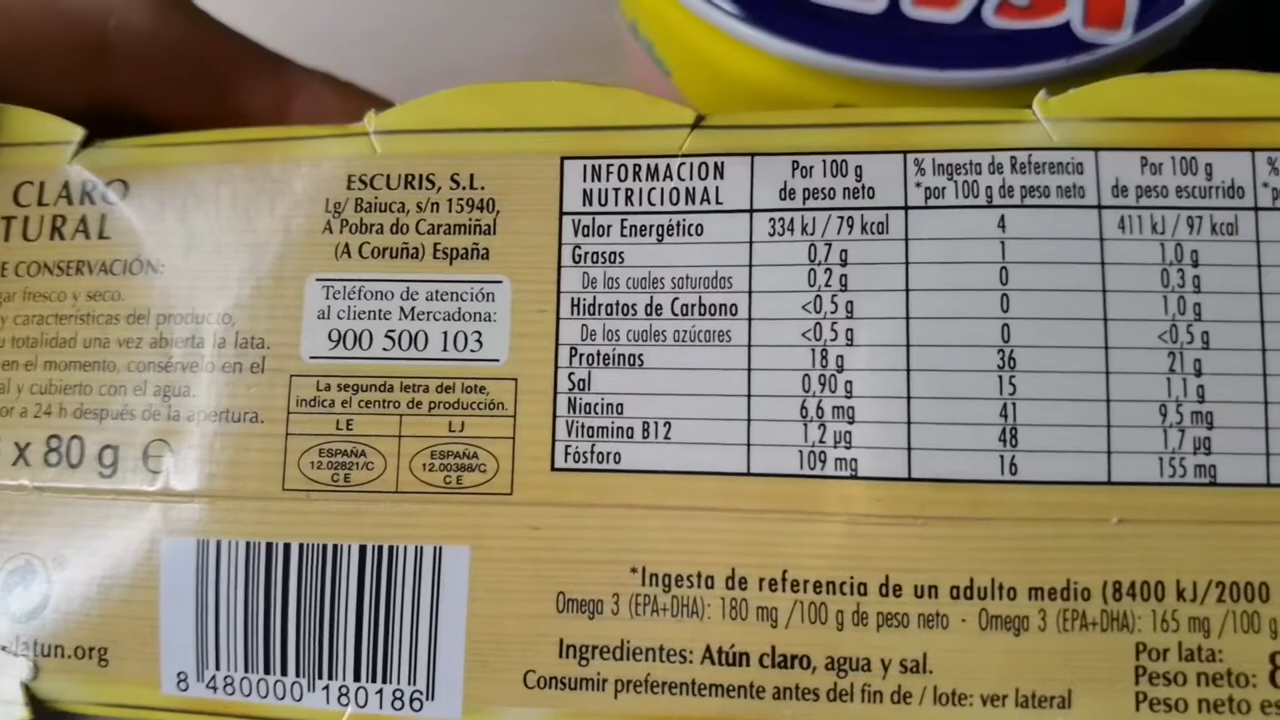 CLARO
TURAL
E CONSERVACIÓN:
gar fresco y seco.
y características del producto,
totalidad una vez abierta la lata.
en el momento, consérvelo en el
al y cubierto con el agua.
or a 24 h después de la apertura.
x 80 g e
latun.org
ESCURIS, S.L.
Lg/ Baiuca, s/n 15940,
A Pobra do Caramiñal
(A Coruña) España
Teléfono de atención
al cliente Mercadona:
900 500 103
La segunda letra del lote,
indica el centro de producción.
LE LJ
ESPAÑA ESPAÑA
12.02821/C 12.00388/C
C E C E
8 480000 180186
INFORMACION NUTRICIONAL Por 100 g de peso neto % Ingesta de Referencia *por 100 g de peso neto Por 100 g de peso escurrido %
Valor Energético 334 kJ / 79 kcal 4 411 kJ / 97 kcal
Grasas 0,7 g 1 1,0 g
De las cuales saturadas 0,2 g 0 0,3 g
Hidratos de Carbono <0,5 g 0 1,0 g
De los cuales azúcares <0,5 g 0 <0,5 g
Proteínas 18 g 36 21 g
Sal 0,90 g 15 1,1 g
Niacina 6,6 mg 41 9,5 mg
Vitamina B12 1,2 µg 48 1,7 µg
Fósforo 109 mg 16 155 mg
*Ingesta de referencia de un adulto medio (8400 kJ/2000
Omega 3 (EPA+DHA): 180 mg /100 g de peso neto - Omega 3 (EPA+DHA): 165 mg /100 g
Ingredientes: Atún claro, agua y sal.
Consumir preferentemente antes del fin de / lote: ver lateral
Por lata:
Peso neto:
Peso neto es